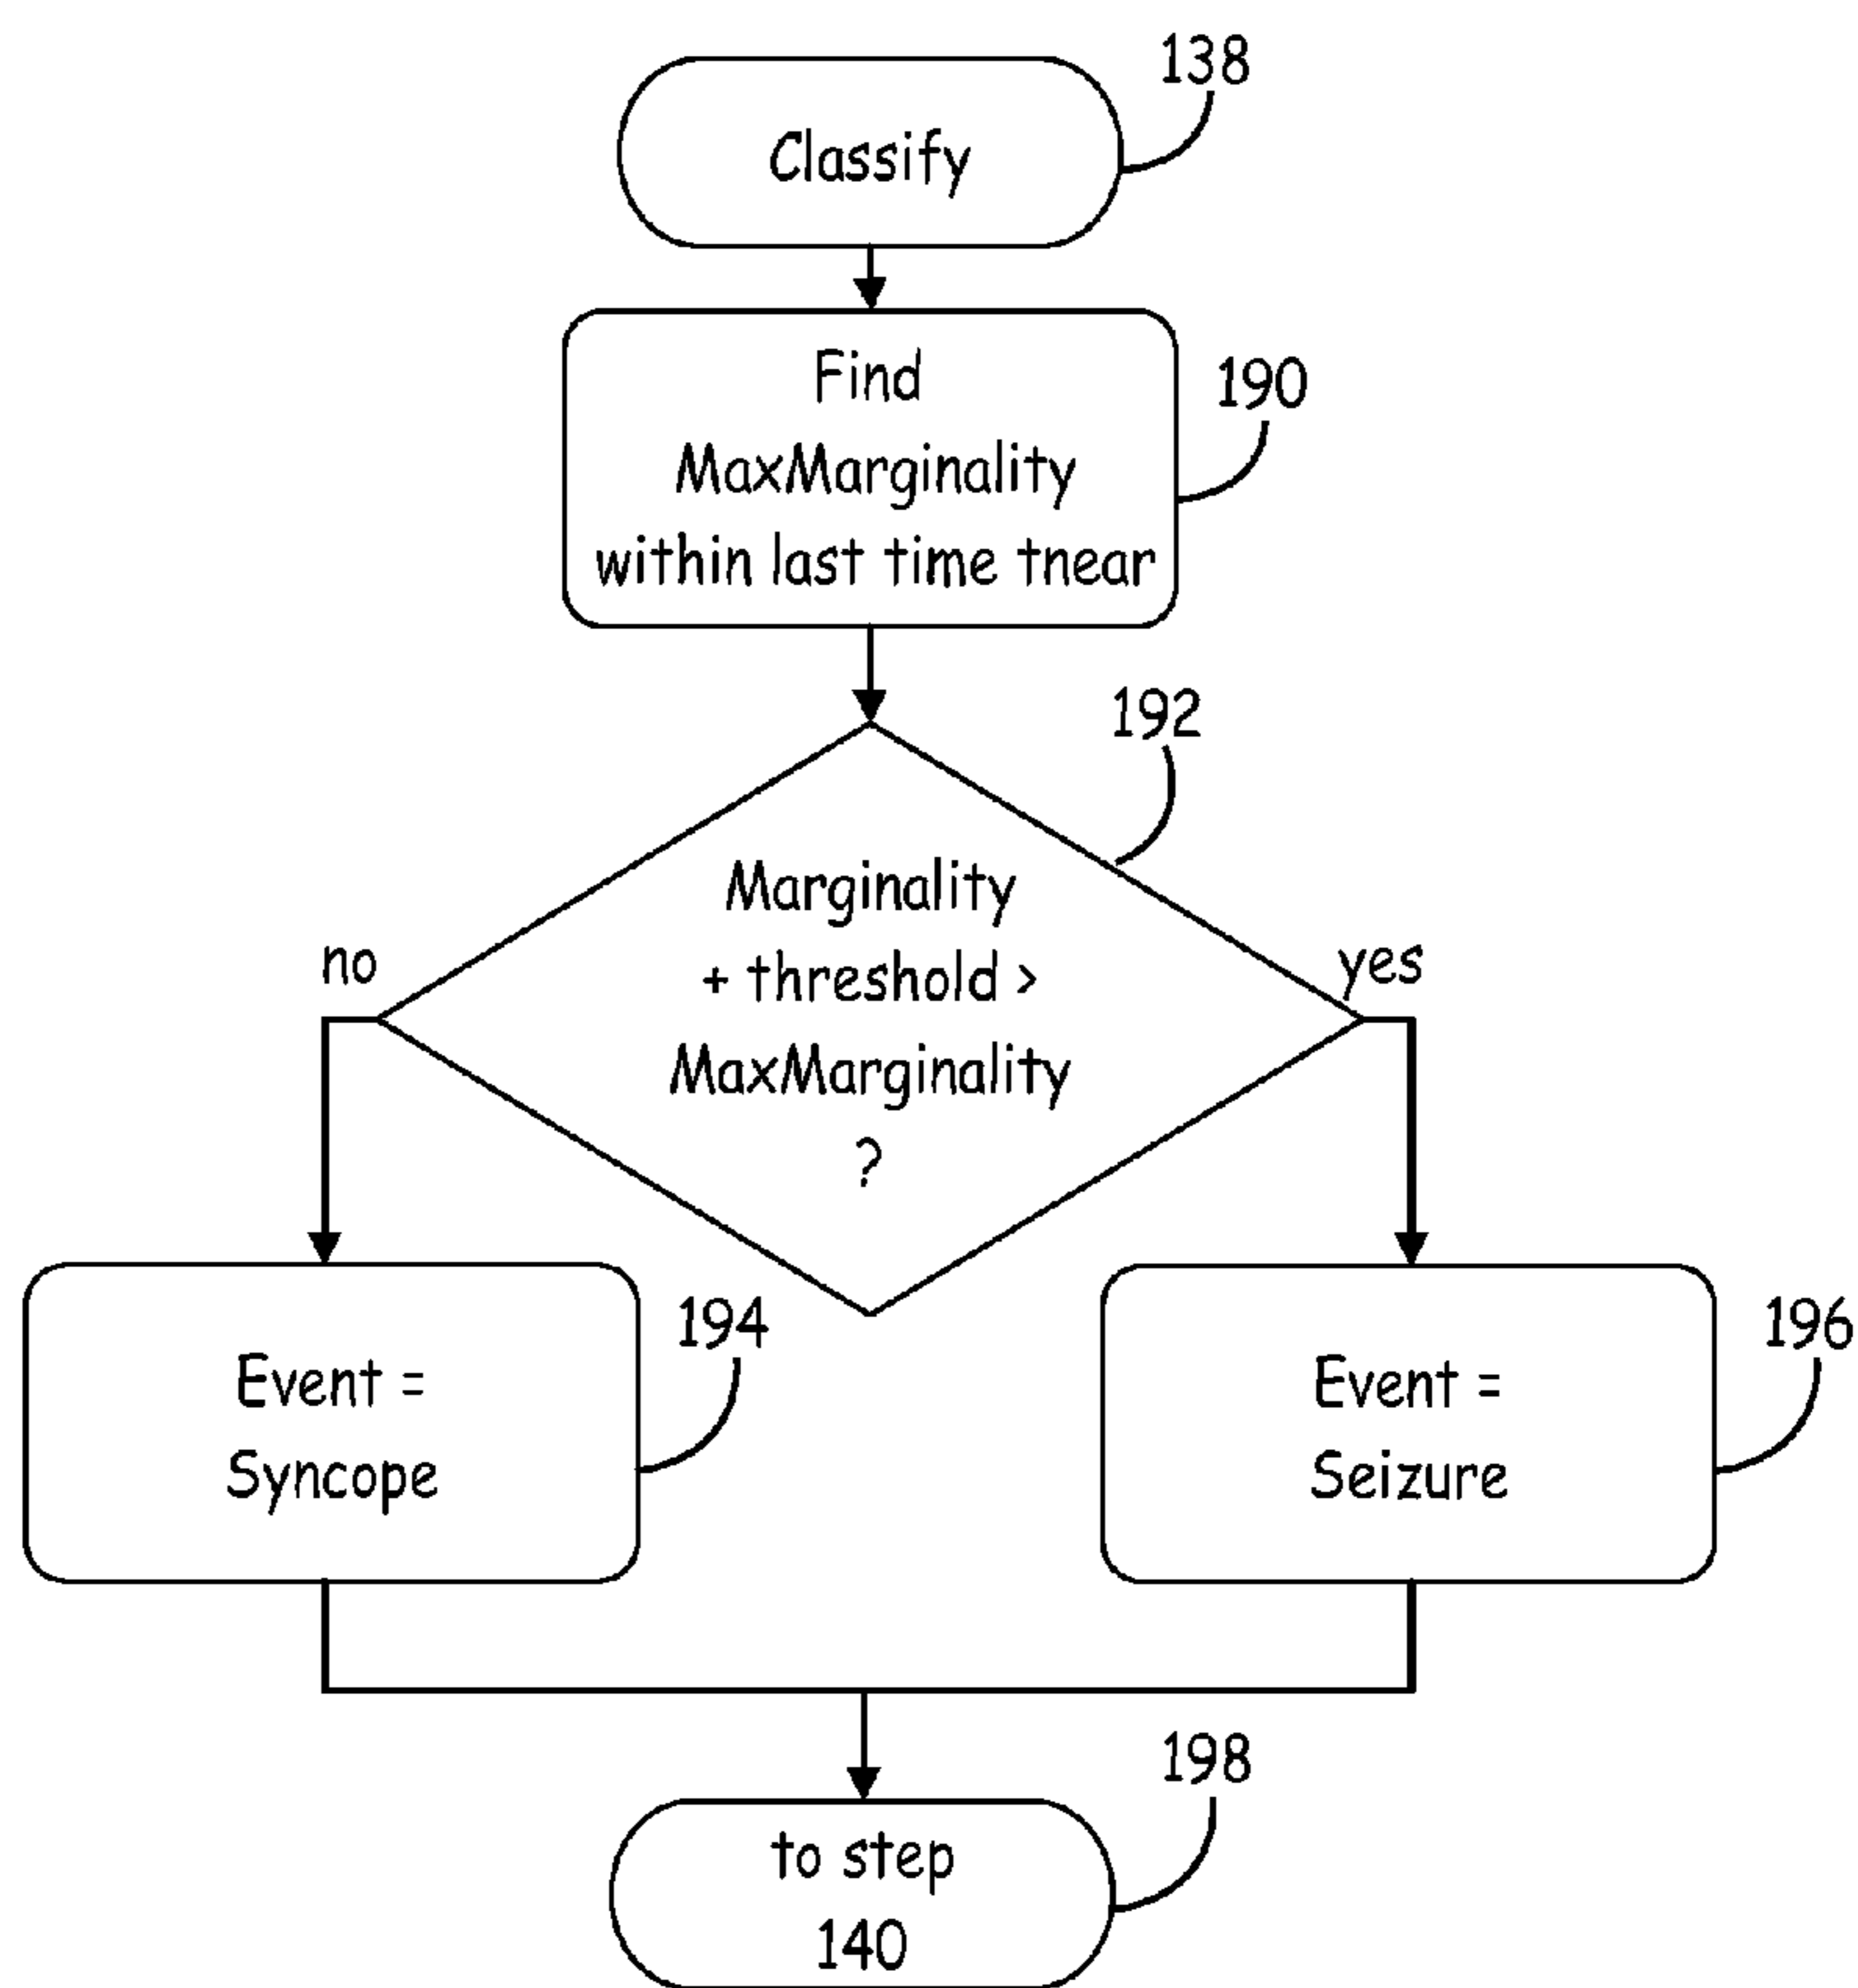 138
Classify
190
Find
MaxMarginality
within last time tnear
192
Marginality
+ threshold >
MaxMarginality
?
no
yes
194
Event =
Syncope
196
Event =
Seizure
198
to step
140